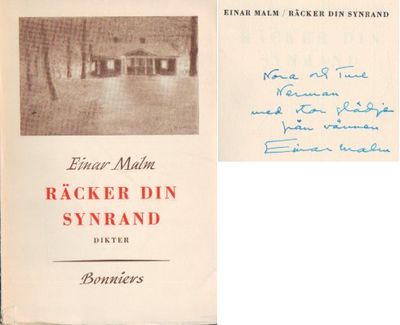 Einar Malm
RÄCKER DIN
SYNRAND
DIKTER
Bonniers
EINAR MALM / RÄCKER DIN SYNRAND
Nora och Ture
Nerman
med stor glädje
från vännen
Einar Malm